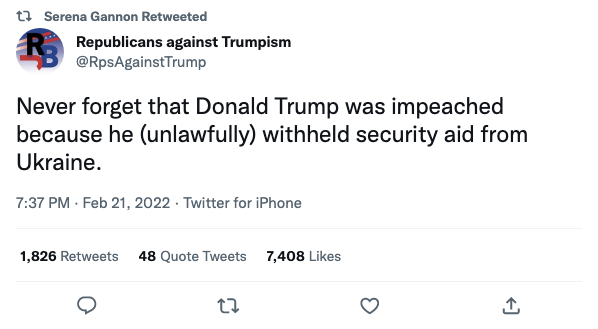 Serena Gannon Retweeted
RB
Republicans against Trumpism
@RpsAgainstTrump
Never forget that Donald Trump was impeached
because he (unlawfully) withheld security aid from
Ukraine.
7:37 PM · Feb 21, 2022 · Twitter for iPhone
1,826 Retweets 48 Quote Tweets 7,408 Likes